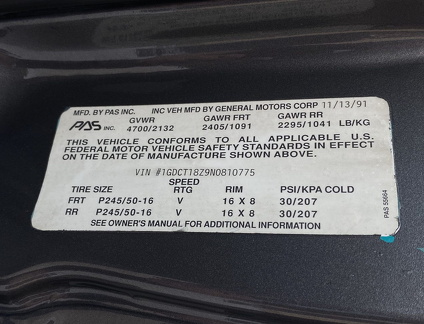 MFD. BY PAS INC. INC VEH MFD BY GENERAL MOTORS CORP 11/13/91
PAS INC. GVWR GAWR FRT GAWR RR
4700/2132 2405/1091 2295/1041 LB/KG
THIS VEHICLE CONFORMS TO ALL APPLICABLE U.S.
FEDERAL MOTOR VEHICLE SAFETY STANDARDS IN EFFECT
ON THE DATE OF MANUFACTURE SHOWN ABOVE.
VIN #1GDCT18Z9N0810775
SPEED
TIRE SIZE RTG RIM PSI/KPA COLD
FRT P245/50-16 V 16 X 8 30/207
RR P245/50-16 V 16 X 8 30/207
SEE OWNER'S MANUAL FOR ADDITIONAL INFORMATION
PAS 55664